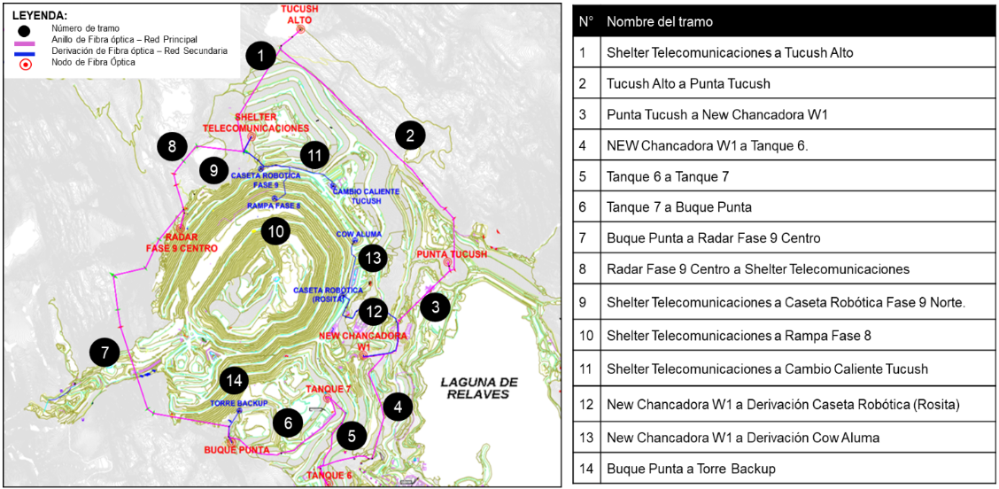 LEYENDA:
Número de tramo
Anillo de Fibra óptica – Red Principal
Derivación de Fibra óptica – Red Secundaria
Nodo de Fibra Óptica
TUCUSH
ALTO
1
SHELTER
TELECOMUNICACIONES
2
8
9
11
CASETA ROBOTICA
FASE 9
CAMBIO CALIENTE
TUCUSH
RAMPA FASE 8
RADAR
FASE 9 CENTRO
10
COW ALUMA
13
PUNTA TUCUSH
CASETA ROBOTICA
(ROSITA)
12
3
NEW CHANCADORA
W1
7
14
LAGUNA DE
RELAVES
TANQUE 7
TORRE BACKUP
4
6
5
BUQUE PUNTA
TANQUE 6
N° Nombre del tramo
1 Shelter Telecomunicaciones a Tucush Alto
2 Tucush Alto a Punta Tucush
3 Punta Tucush a New Chancadora W1
4 NEW Chancadora W1 a Tanque 6.
5 Tanque 6 a Tanque 7
6 Tanque 7 a Buque Punta
7 Buque Punta a Radar Fase 9 Centro
8 Radar Fase 9 Centro a Shelter Telecomunicaciones
9 Shelter Telecomunicaciones a Caseta Robótica Fase 9 Norte.
10 Shelter Telecomunicaciones a Rampa Fase 8
11 Shelter Telecomunicaciones a Cambio Caliente Tucush
12 New Chancadora W1 a Derivación Caseta Robótica (Rosita)
13 New Chancadora W1 a Derivación Cow Aluma
14 Buque Punta a Torre Backup